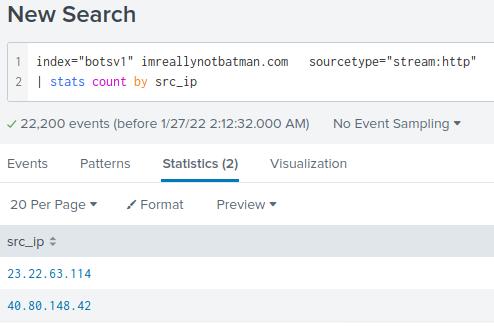 New Search
1 index="botsv1" imreallynotbatman.com   sourcetype="stream:http"
2 | stats count by src_ip
✓ 22,200 events (before 1/27/22 2:12:32.000 AM) No Event Sampling ▾
Events Patterns Statistics (2) Visualization
20 Per Page ▾ Format Preview ▾
src_ip
23.22.63.114
40.80.148.42